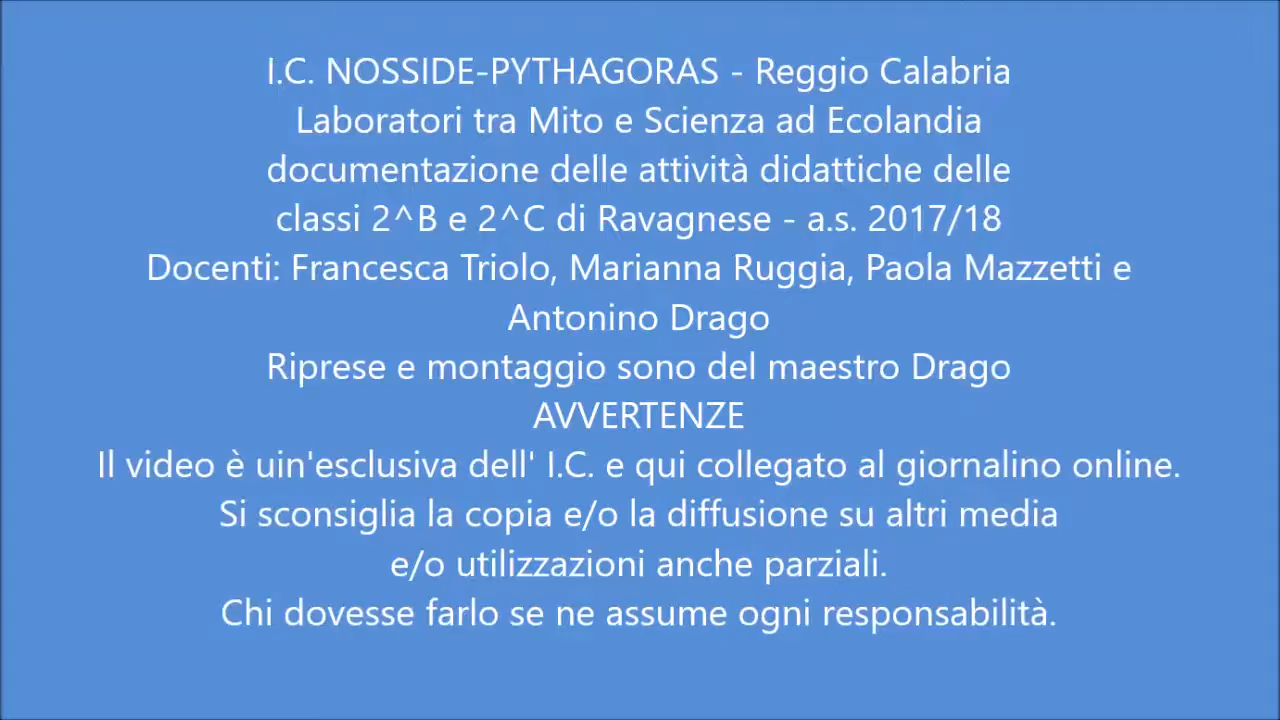 I.C. NOSSIDE-PYTHAGORAS - Reggio Calabria
Laboratori tra Mito e Scienza ad Ecolandia
documentazione delle attività didattiche delle
classi 2^B e 2^C di Ravagnese - a.s. 2017/18
Docenti: Francesca Triolo, Marianna Ruggia, Paola Mazzetti e
Antonino Drago
Riprese e montaggio sono del maestro Drago
AVVERTENZE
Il video è uin'esclusiva dell' I.C. e qui collegato al giornalino online.
Si sconsiglia la copia e/o la diffusione su altri media
e/o utilizzazioni anche parziali.
Chi dovesse farlo se ne assume ogni responsabilità.